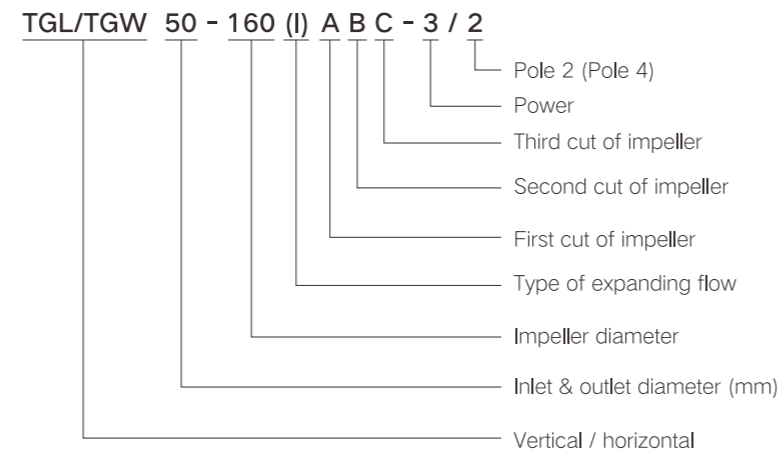 TGL/TGW 50 - 160 (I) A B C - 3 / 2
Pole 2 (Pole 4)
Power
Third cut of impeller
Second cut of impeller
First cut of impeller
Type of expanding flow
Impeller diameter
Inlet & outlet diameter (mm)
Vertical / horizontal